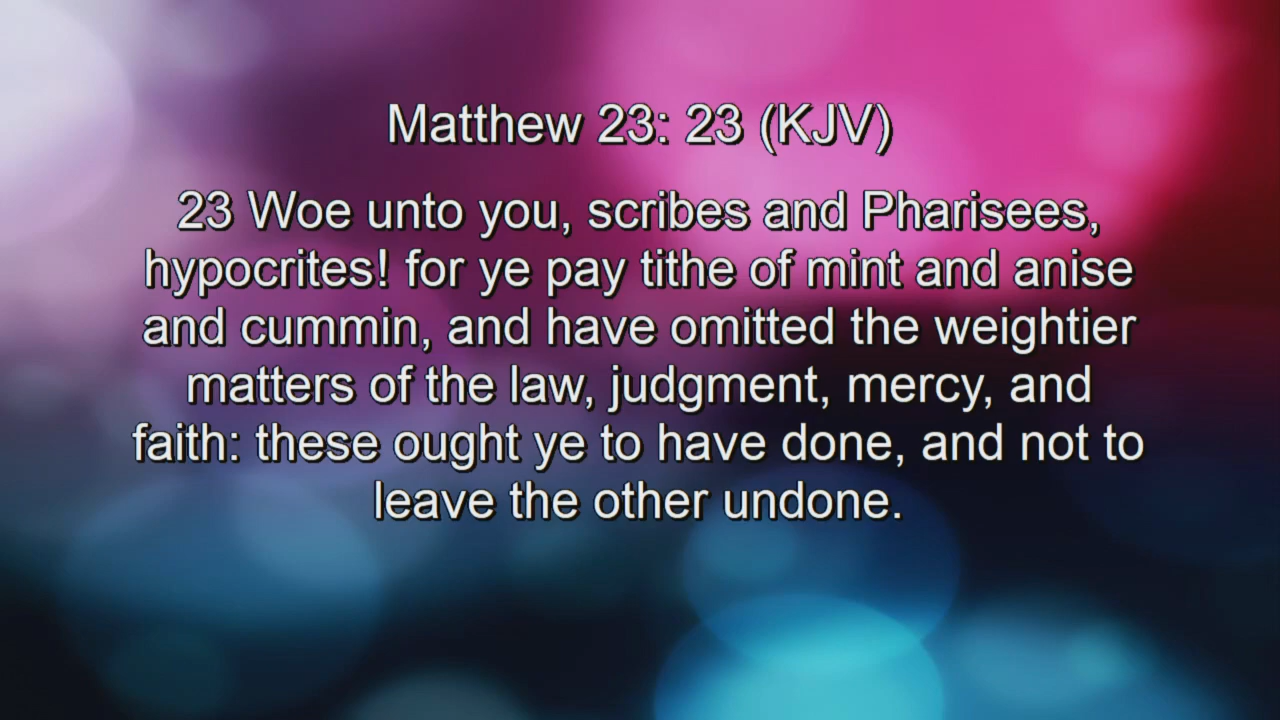 Matthew 23: 23 (KJV)
23 Woe unto you, scribes and Pharisees,
hypocrites! for ye pay tithe of mint and anise
and cummin, and have omitted the weightier
matters of the law, judgment, mercy, and
faith: these ought ye to have done, and not to
leave the other undone.